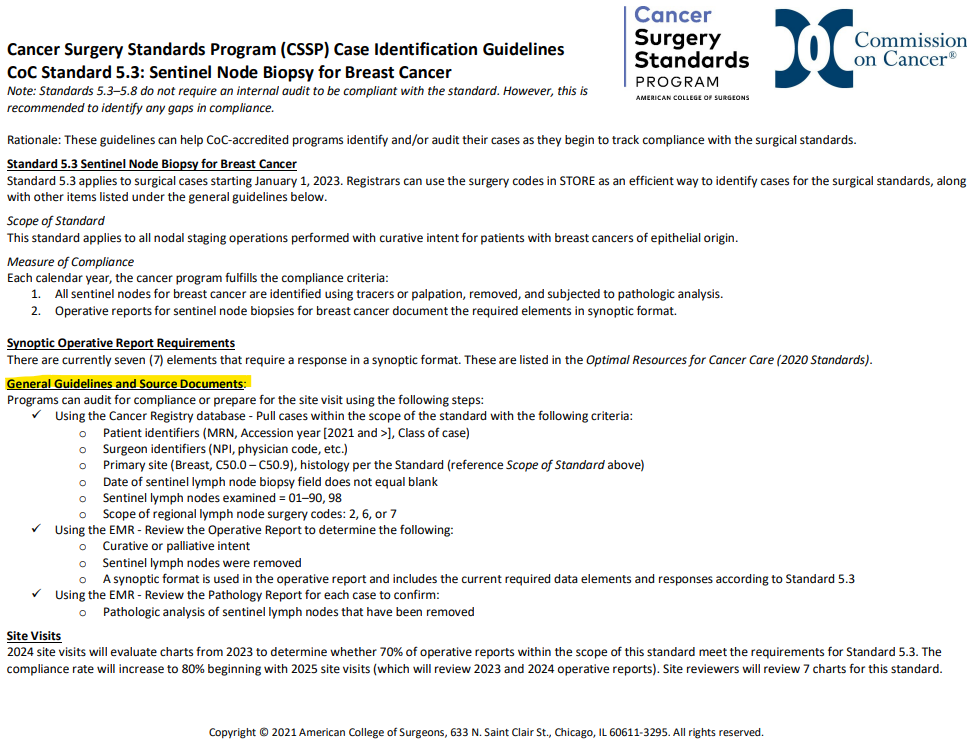 Cancer
Surgery
Standards
PROGRAM
AMERICAN COLLEGE OF SURGEONS
Commission
on Cancer®
Cancer Surgery Standards Program (CSSP) Case Identification Guidelines
CoC Standard 5.3: Sentinel Node Biopsy for Breast Cancer
Note: Standards 5.3–5.8 do not require an internal audit to be compliant with the standard. However, this is
recommended to identify any gaps in compliance.
Rationale: These guidelines can help CoC-accredited programs identify and/or audit their cases as they begin to track compliance with the surgical standards.
Standard 5.3 Sentinel Node Biopsy for Breast Cancer
Standard 5.3 applies to surgical cases starting January 1, 2023. Registrars can use the surgery codes in STORE as an efficient way to identify cases for the surgical standards, along
with other items listed under the general guidelines below.
Scope of Standard
This standard applies to all nodal staging operations performed with curative intent for patients with breast cancers of epithelial origin.
Measure of Compliance
Each calendar year, the cancer program fulfills the compliance criteria:
1. All sentinel nodes for breast cancer are identified using tracers or palpation, removed, and subjected to pathologic analysis.
2. Operative reports for sentinel node biopsies for breast cancer document the required elements in synoptic format.
Synoptic Operative Report Requirements
There are currently seven (7) elements that require a response in a synoptic format. These are listed in the Optimal Resources for Cancer Care (2020 Standards).
General Guidelines and Source Documents:
Programs can audit for compliance or prepare for the site visit using the following steps:
✓ Using the Cancer Registry database - Pull cases within the scope of the standard with the following criteria:
o Patient identifiers (MRN, Accession year [2021 and >], Class of case)
o Surgeon identifiers (NPI, physician code, etc.)
o Primary site (Breast, C50.0 – C50.9), histology per the Standard (reference Scope of Standard above)
o Date of sentinel lymph node biopsy field does not equal blank
o Sentinel lymph nodes examined = 01–90, 98
o Scope of regional lymph node surgery codes: 2, 6, or 7
✓ Using the EMR - Review the Operative Report to determine the following:
o Curative or palliative intent
o Sentinel lymph nodes were removed
o A synoptic format is used in the operative report and includes the current required data elements and responses according to Standard 5.3
✓ Using the EMR - Review the Pathology Report for each case to confirm:
o Pathologic analysis of sentinel lymph nodes that have been removed
Site Visits
2024 site visits will evaluate charts from 2023 to determine whether 70% of operative reports within the scope of this standard meet the requirements for Standard 5.3. The
compliance rate will increase to 80% beginning with 2025 site visits (which will review 2023 and 2024 operative reports). Site reviewers will review 7 charts for this standard.
Copyright © 2021 American College of Surgeons, 633 N. Saint Clair St., Chicago, IL 60611-3295. All rights reserved.